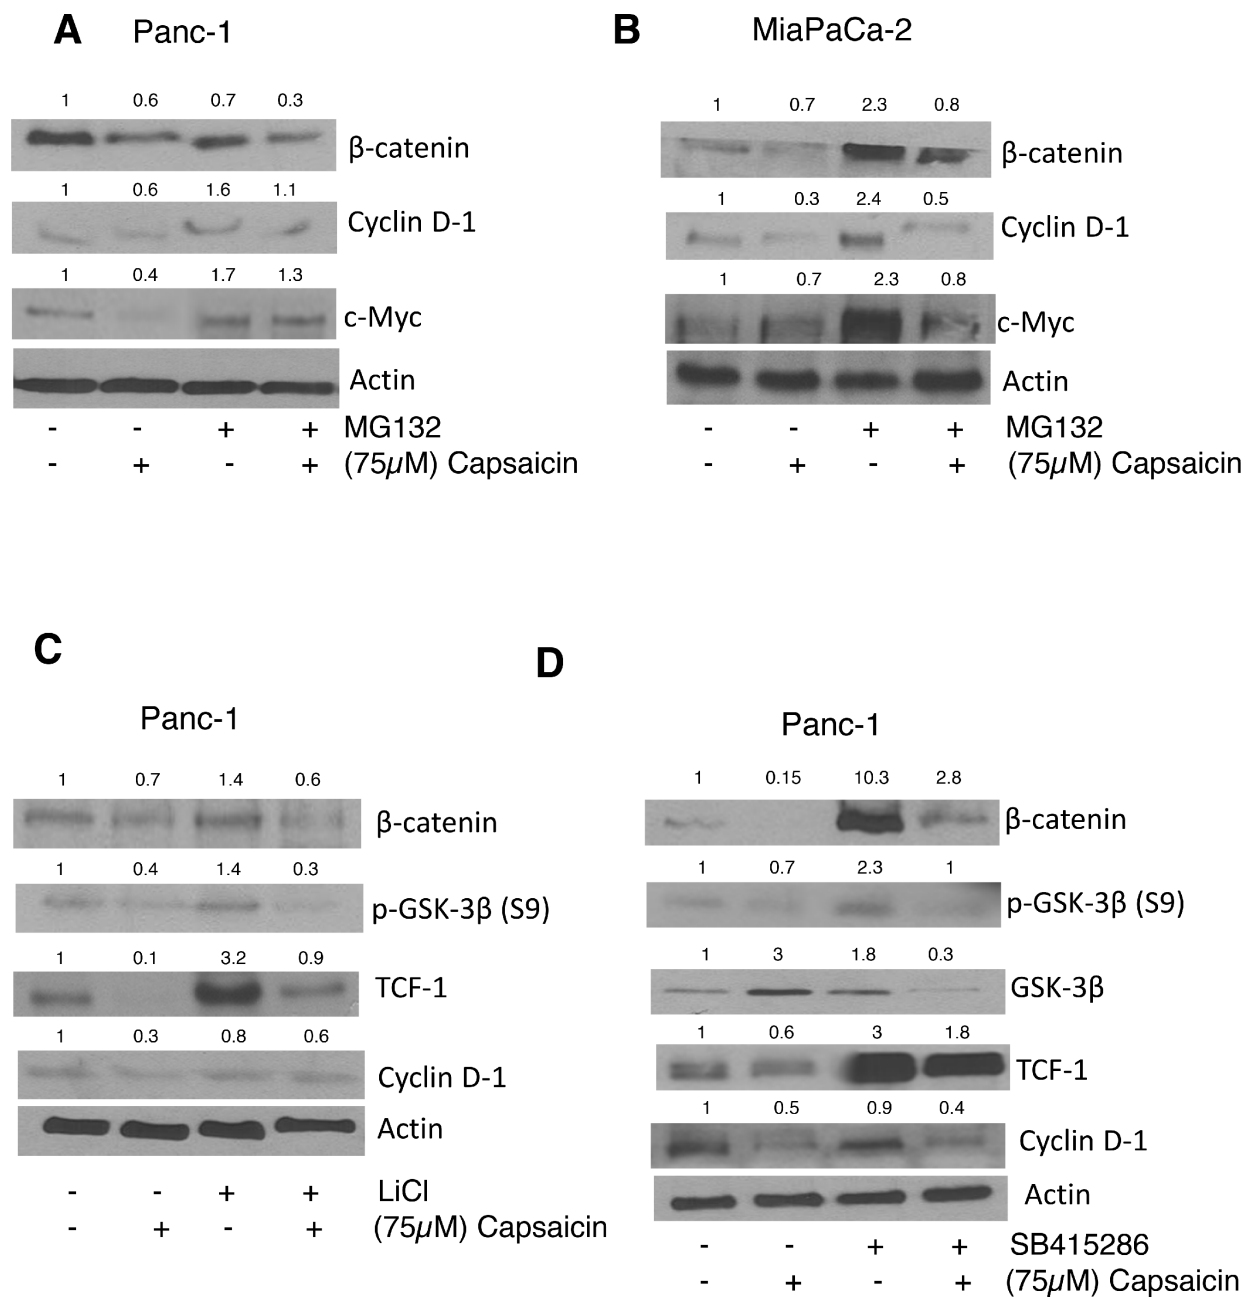 A Panc-1
1 0.6 0.7 0.3
β-catenin
1 0.6 1.6 1.1
Cyclin D-1
1 0.4 1.7 1.3
c-Myc
Actin
- - + + MG132
- + - + (75µM) Capsaicin
B MiaPaCa-2
1 0.7 2.3 0.8
β-catenin
1 0.3 2.4 0.5
Cyclin D-1
1 0.7 2.3 0.8
c-Myc
Actin
- - + + MG132
- + - + (75µM) Capsaicin
C
Panc-1
1 0.7 1.4 0.6
β-catenin
1 0.4 1.4 0.3
p-GSK-3β (S9)
1 0.1 3.2 0.9
TCF-1
1 0.3 0.8 0.6
Cyclin D-1
Actin
- - + + LiCl
- + - + (75µM) Capsaicin
D
Panc-1
1 0.15 10.3 2.8
β-catenin
1 0.7 2.3 1
p-GSK-3β (S9)
1 3 1.8 0.3
GSK-3β
1 0.6 3 1.8
TCF-1
1 0.5 0.9 0.4
Cyclin D-1
Actin
- - + + SB415286
- + - + (75µM) Capsaicin